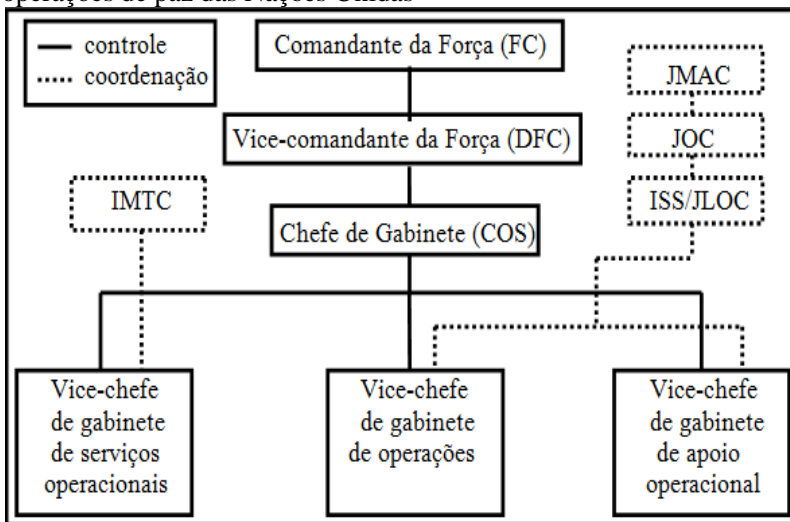 operações de paz das Nações Unidas
controle
coordenação
Comandante da Força (FC)
JMAC
Vice-comandante da Força (DFC)
JOC
IMTC
ISS/JLOC
Chefe de Gabinete (COS)
Vice-chefe
de gabinete
de serviços
operacionais
Vice-chefe
de gabinete
de operações
Vice-chefe
de gabinete
de apoio
operacional